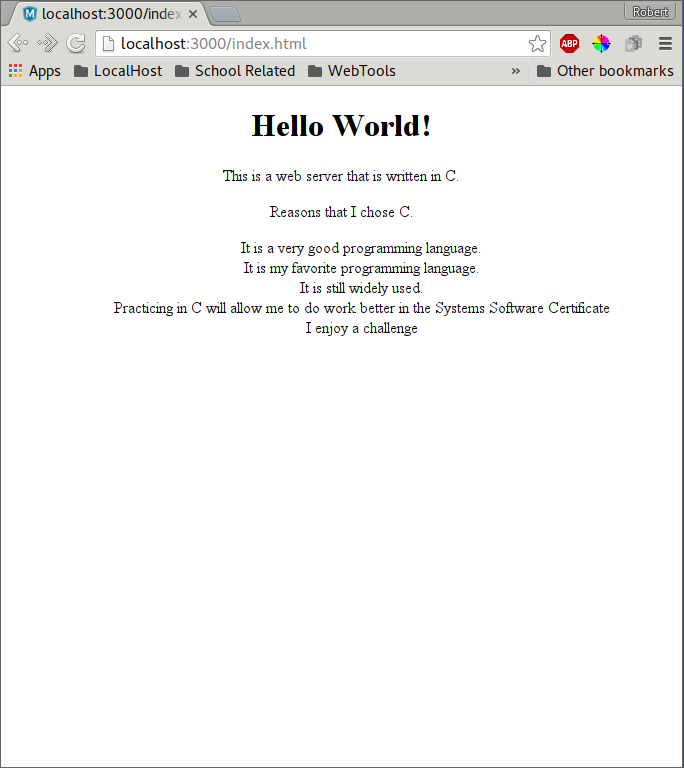 localhost:3000/index
Robert
localhost:3000/index.html
ABP
Apps LocalHost School Related WebTools » Other bookmarks
Hello World!
This is a web server that is written in C.
Reasons that I chose C.
It is a very good programming language.
It is my favorite programming language.
It is still widely used.
Practicing in C will allow me to do work better in the Systems Software Certificate
I enjoy a challenge